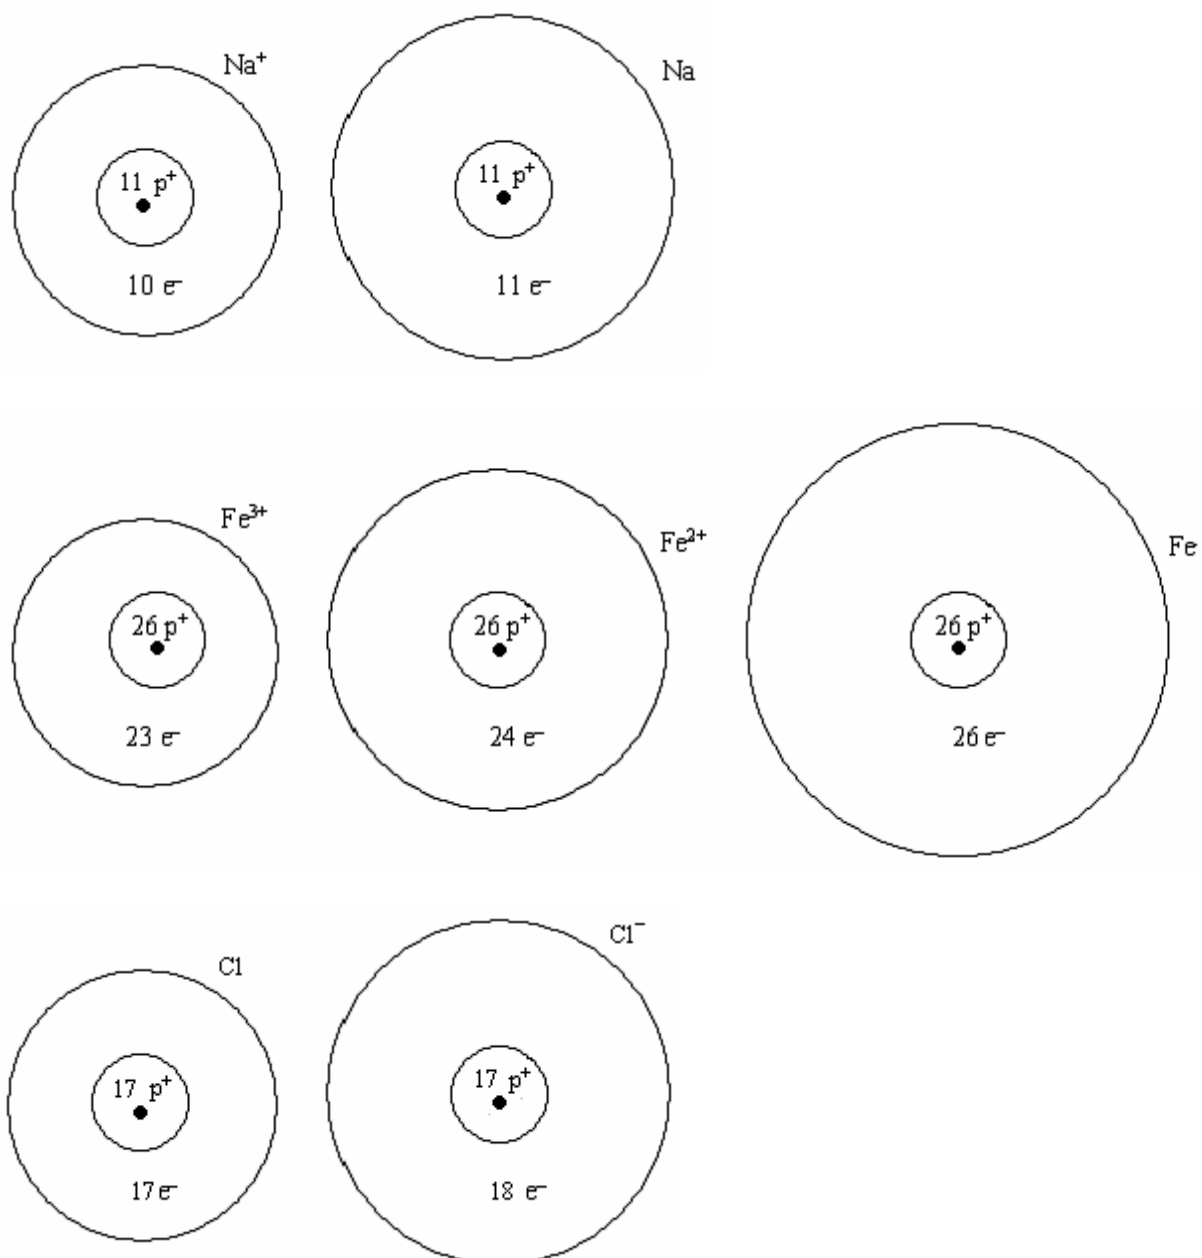 Na⁺
Na
11 p⁺
11 p⁺
10 e⁻
11 e⁻
Fe³⁺
Fe²⁺
Fe
26 p⁺
26 p⁺
26 p⁺
23 e⁻
24 e⁻
26 e⁻
Cl
Cl⁻
17 p⁺
17 p⁺
17 e⁻
18 e⁻